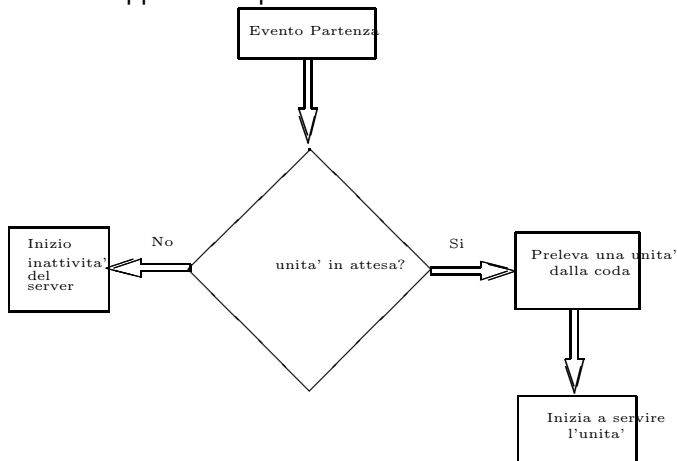 Evento Partenza
No
Si
Inizio
inattivita'
del
server
unita' in attesa?
Preleva una unita'
dalla coda
Inizia a servire
l'unita'